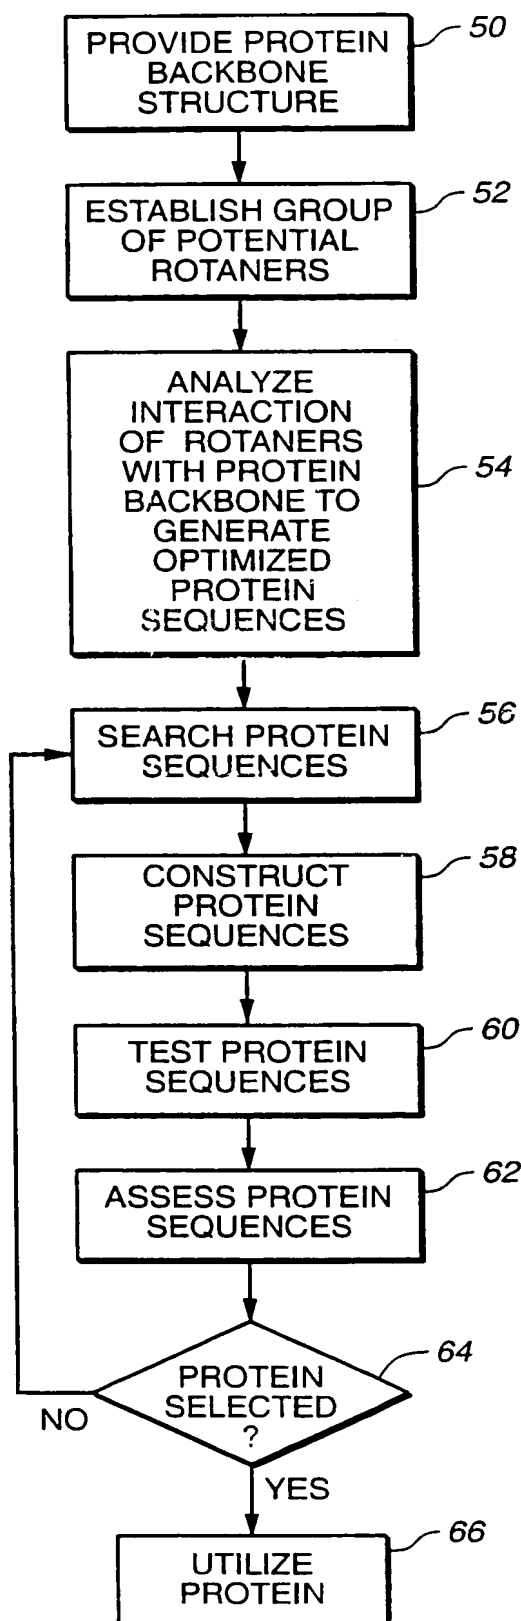 PROVIDE PROTEIN
BACKBONE
STRUCTURE
50
ESTABLISH GROUP
OF POTENTIAL
ROTANERS
52
ANALYZE
INTERACTION
OF ROTANERS
WITH PROTEIN
BACKBONE TO
GENERATE
OPTIMIZED
PROTEIN
SEQUENCES
54
SEARCH PROTEIN
SEQUENCES
56
CONSTRUCT
PROTEIN
SEQUENCES
58
TEST PROTEIN
SEQUENCES
60
ASSESS PROTEIN
SEQUENCES
62
PROTEIN
SELECTED
?
64
NO
YES
UTILIZE
PROTEIN
66